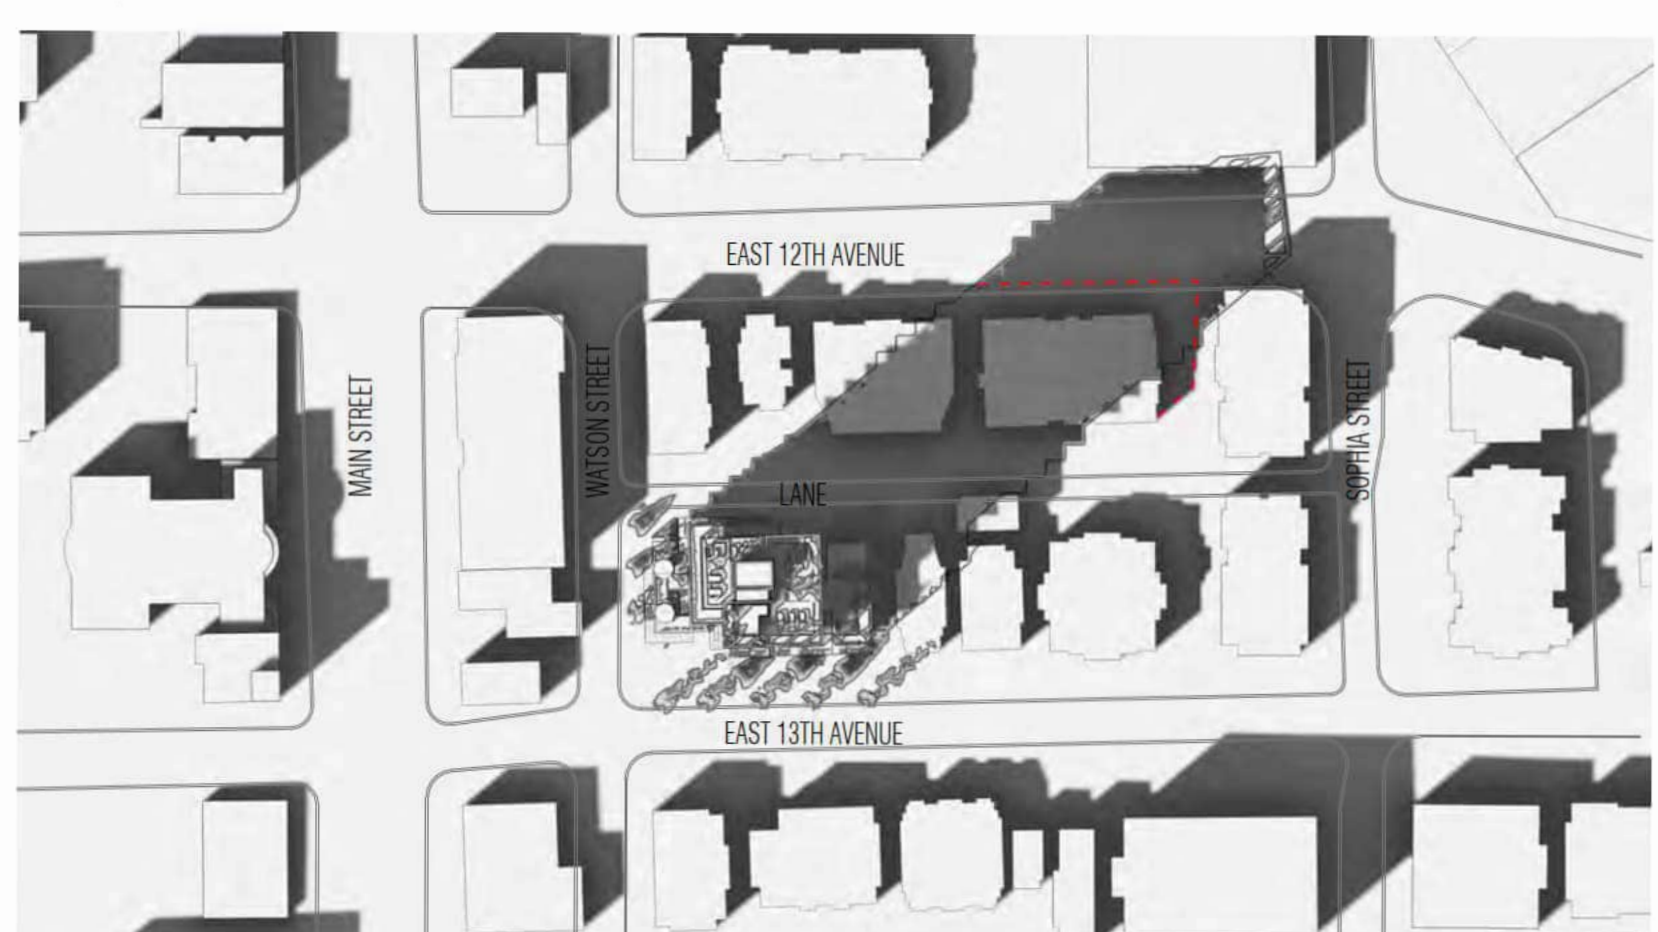 EAST 12TH AVENUE
MAIN STREET
WATSON STREET
SOPHIA STREET
LANE
EAST 13TH AVENUE